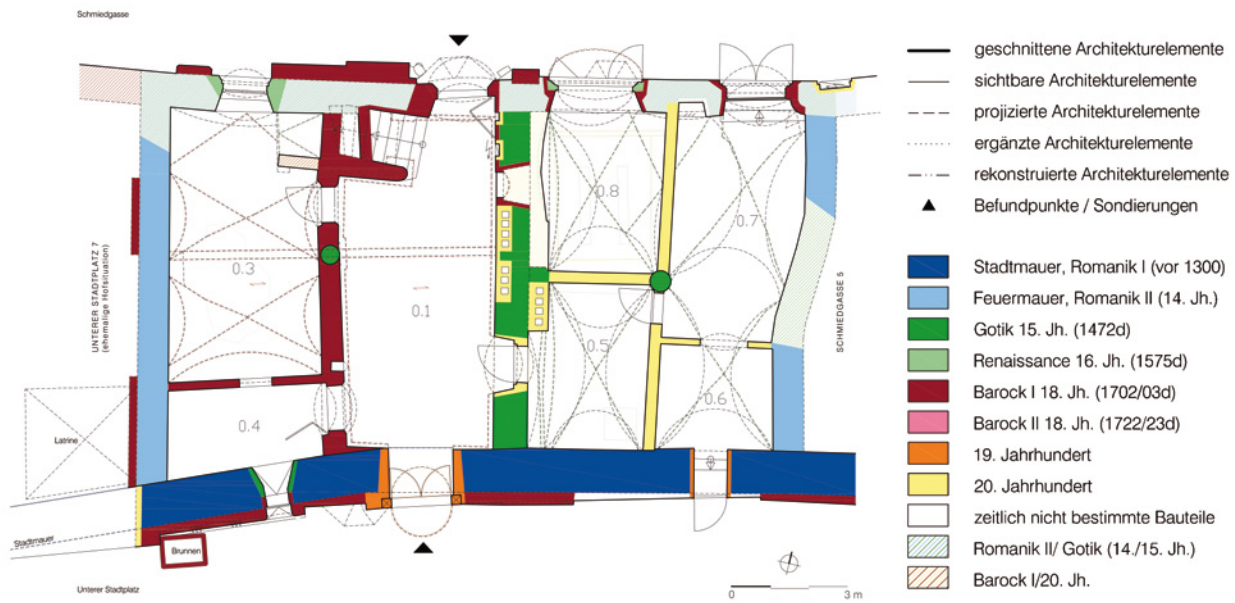 Schmiedgasse
UNTERER STADTPLATZ 7
(ehemalige Hofsituation)
0.3
0.1
0.8
0.7
0.5
0.6
0.4
SCHMIEDGASSE 5
Latrine
Stadtmauer
Brunnen
Unterer Stadtplatz
0
3 m
geschnittene Architekturelemente
sichtbare Architekturelemente
projizierte Architekturelemente
ergänzte Architekturelemente
rekonstruierte Architekturelemente
Befundpunkte / Sondierungen
Stadtmauer, Romanik I (vor 1300)
Feuermauer, Romanik II (14. Jh.)
Gotik 15. Jh. (1472d)
Renaissance 16. Jh. (1575d)
Barock I 18. Jh. (1702/03d)
Barock II 18. Jh. (1722/23d)
19. Jahrhundert
20. Jahrhundert
zeitlich nicht bestimmte Bauteile
Romanik II/ Gotik (14./15. Jh.)
Barock I/20. Jh.